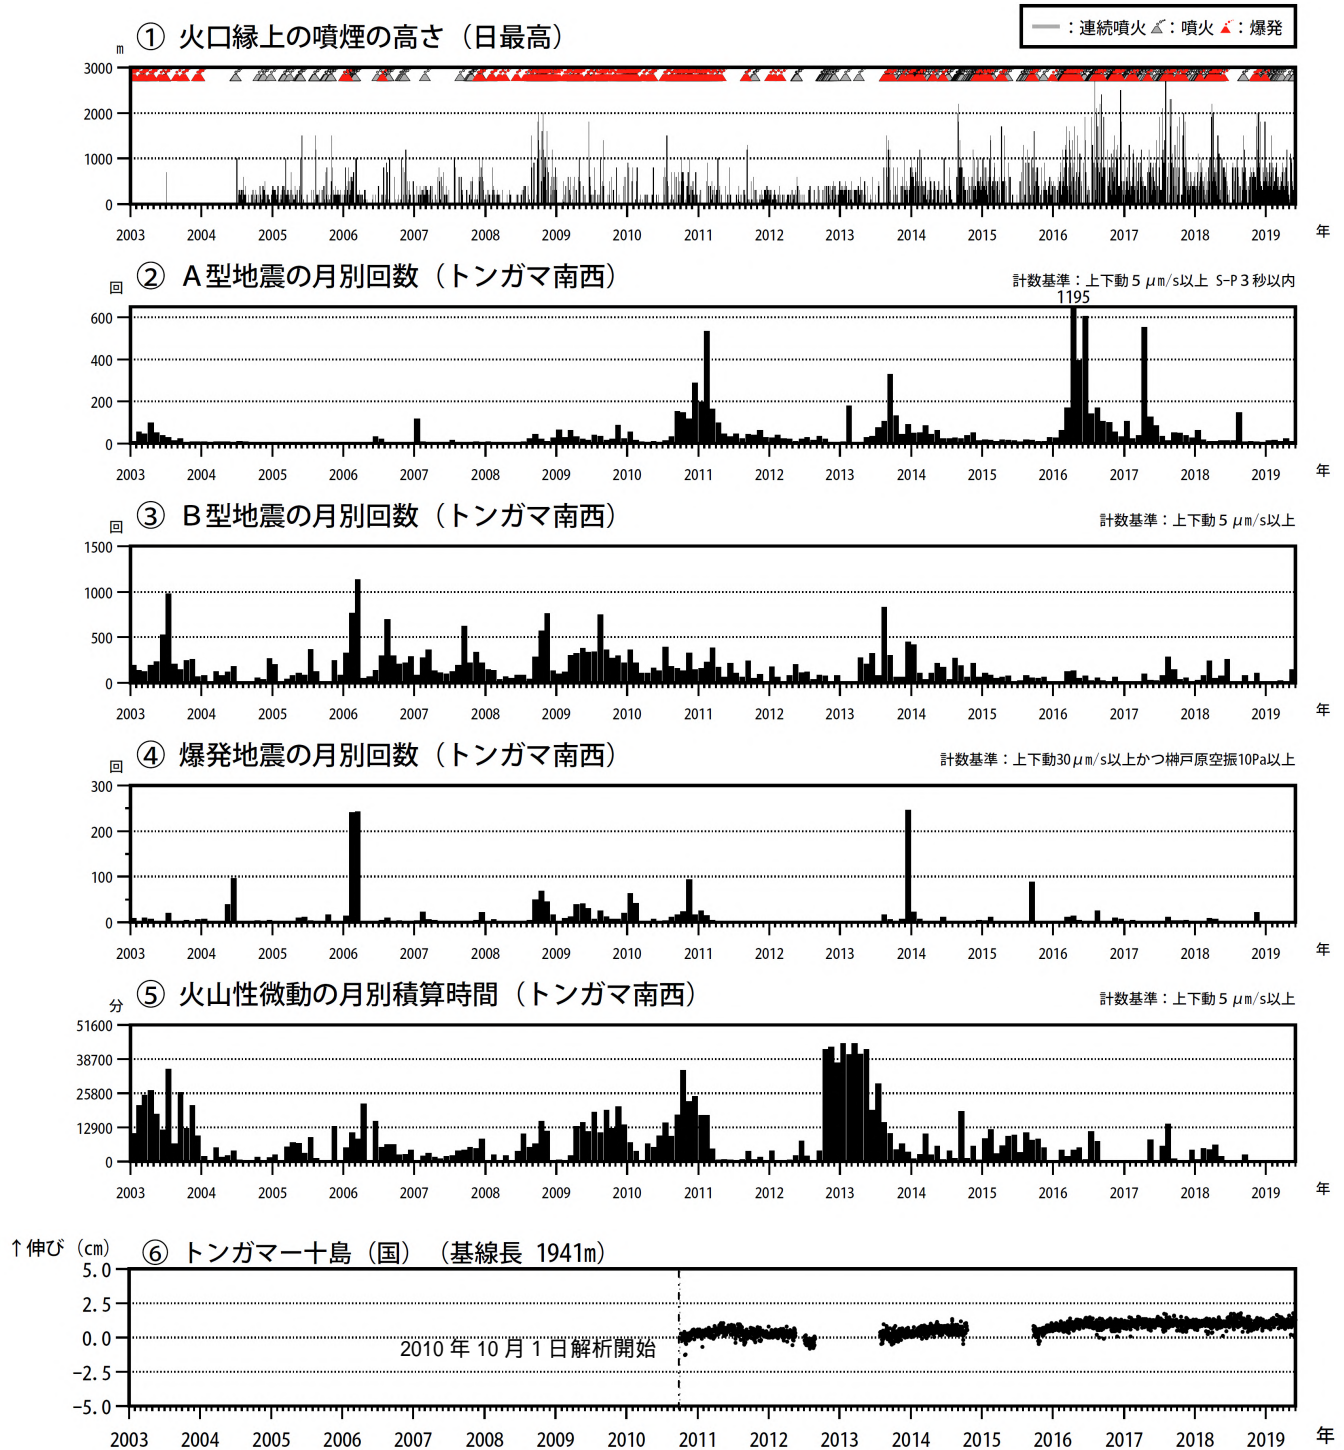 ① 火口縁上の噴煙の高さ（日最高）
：連続噴火 ：噴火 ：爆発
m
3000
2000
1000
0
2003 2004 2005 2006 2007 2008 2009 2010 2011 2012 2013 2014 2015 2016 2017 2018 2019 年
② Ａ型地震の月別回数（トンガマ南西）
計数基準：上下動５μm/s以上 S-P３秒以内
回
1195
600
400
200
0
2003 2004 2005 2006 2007 2008 2009 2010 2011 2012 2013 2014 2015 2016 2017 2018 2019 年
③ Ｂ型地震の月別回数（トンガマ南西）
計数基準：上下動５μm/s以上
回
1500
1000
500
0
2003 2004 2005 2006 2007 2008 2009 2010 2011 2012 2013 2014 2015 2016 2017 2018 2019 年
④ 爆発地震の月別回数（トンガマ南西）
計数基準：上下動30μm/s以上かつ榊戸原空振10Pa以上
回
300
200
100
0
2003 2004 2005 2006 2007 2008 2009 2010 2011 2012 2013 2014 2015 2016 2017 2018 2019 年
⑤ 火山性微動の月別積算時間（トンガマ南西）
計数基準：上下動５μm/s以上
分
51600
38700
25800
12900
0
2003 2004 2005 2006 2007 2008 2009 2010 2011 2012 2013 2014 2015 2016 2017 2018 2019 年
↑伸び（cm） ⑥ トンガマー十島（国）（基線長 1941m）
5.0
2.5
0.0
2010 年 10 月 1 日解析開始
-2.5
-5.0
2003 2004 2005 2006 2007 2008 2009 2010 2011 2012 2013 2014 2015 2016 2017 2018 2019 年